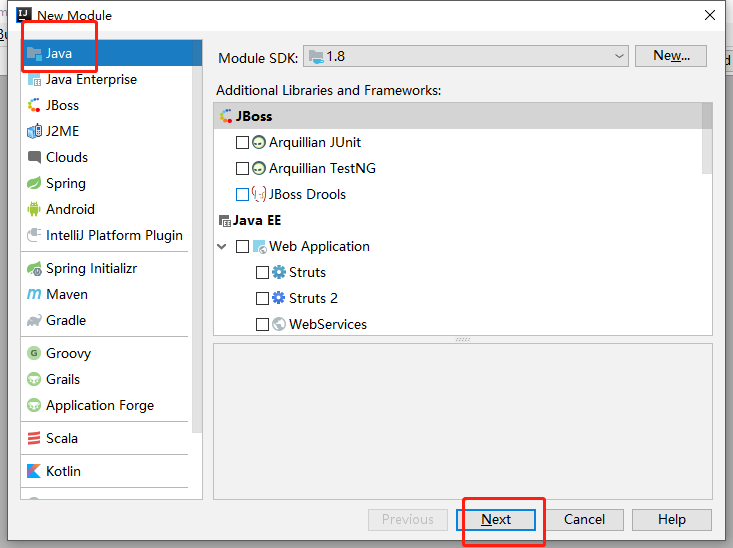 New Module
Java
Java Enterprise
JBoss
J2ME
Clouds
Spring
Android
IntelliJ Platform Plugin
Spring Initializr
Maven
Gradle
Groovy
Grails
Application Forge
Scala
Kotlin
Module SDK: 1.8 New...
Additional Libraries and Frameworks:
JBoss
Arquillian JUnit
Arquillian TestNG
JBoss Drools
Java EE
Web Application
Struts
Struts 2
WebServices
Previous Next Cancel Help